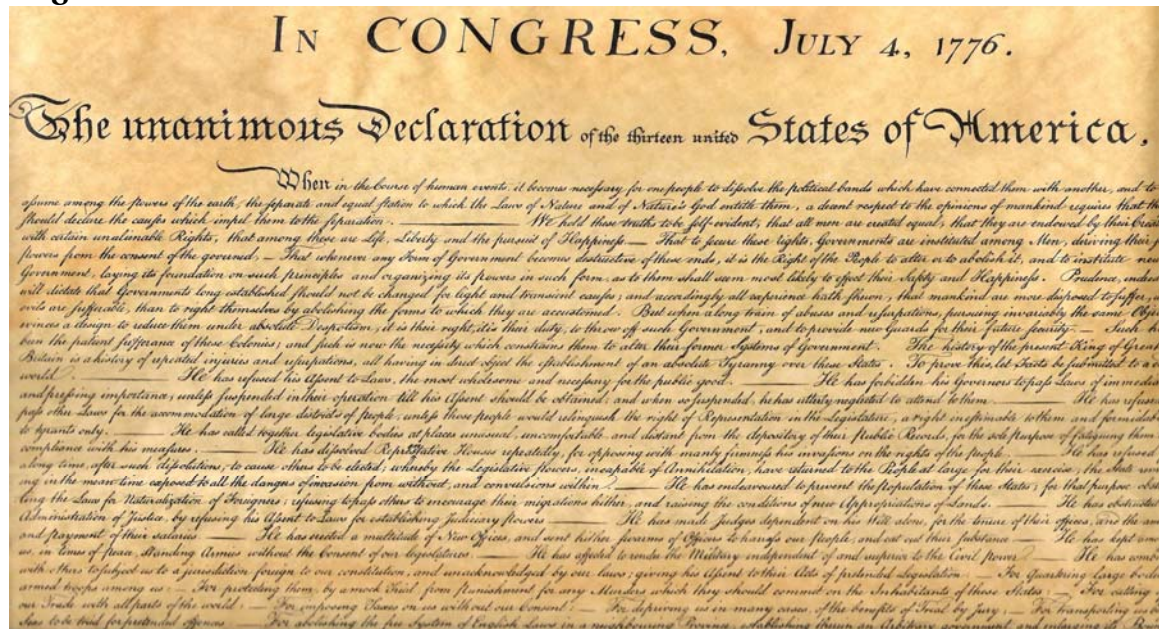 IN CONGRESS, JULY 4, 1776.
The unanimous Declaration of the thirteen united States of America,
When in the Course of human events, it becomes necessary for one people to dissolve the political bands which have connected them with another, and to
assume among the powers of the earth, the separate and equal station to which the Laws of Nature and of Nature's God entitle them, a decent respect to the opinions of mankind requires that
should declare the causes which impel them to the separation. — We hold these truths to be self-evident, that all men are created equal, that they are endowed by their
with certain unalienable Rights, that among these are Life, Liberty and the pursuit of Happiness. — That to secure these rights, Governments are instituted among Men, deriving their
powers from the consent of the governed, — That whenever any Form of Government becomes destructive of these ends, it is the Right of the People to alter or to abolish it, and to institute new
Government, laying its foundation on such principles and organizing its powers in such form, as to them shall seem most likely to effect their Safety and Happiness. Prudence, indeed
will dictate that Governments long established should not be changed for light and transient causes; and accordingly all experience hath shewn, that mankind are more disposed to suffer,
evils are sufferable, than to right themselves by abolishing the forms to which they are accustomed. But when a long train of abuses and usurpations, pursuing invariably the same
evinces a design to reduce them under absolute Despotism, it is their right, it is their duty, to throw off such Government, and to provide new Guards for their future security. — Such
been the patient sufferance of these Colonies; and such is now the necessity which constrains them to alter their former Systems of Government. The history of the present King of Great
Britain is a history of repeated injuries and usurpations, all having in direct object the establishment of an absolute Tyranny over these States. To prove this, let Facts be submitted to a
world. — He has refused his Assent to Laws, the most wholesome and necessary for the public good. — He has forbidden his Governors to pass Laws of
and pressing importance, unless suspended in their operation till his Assent should be obtained; and when so suspended, he has utterly neglected to attend to them. — He has refused
pass other Laws for the accommodation of large districts of people, unless those people would relinquish the right of Representation in the Legislature, a right inestimable to them and
to tyrants only. — He has called together legislative bodies at places unusual, uncomfortable, and distant from the depository of their Public Records, for the sole purpose of fatiguing them
compliance with his measures. — He has dissolved Representative Houses repeatedly, for opposing with manly firmness his invasions on the rights of the people. — He has refused
a long time, after such dissolutions, to cause others to be elected; whereby the Legislative powers, incapable of Annihilation, have returned to the People at large for their exercise; the State
ing in the mean time exposed to all the dangers of invasion from without, and convulsions within. — He has endeavoured to prevent the population of these States; for that purpose
ling the Laws for Naturalization of Foreigners; refusing to pass others to encourage their migrations hither, and raising the conditions of new Appropriations of Lands. — He has
Administration of Justice, by refusing his Assent to Laws for establishing Judiciary powers. — He has made Judges dependent on his Will alone, for the tenure of their offices, and the
and payment of their salaries. — He has erected a multitude of New Offices, and sent hither swarms of Officers to harrass our people, and eat out their substance. — He has kept
us, in times of peace, Standing Armies without the Consent of our legislatures. — He has affected to render the Military independent of and superior to the Civil power. — He has
with others to subject us to a jurisdiction foreign to our constitution, and unacknowledged by our laws; giving his Assent to their Acts of pretended Legislation: — For Quartering large
armed troops among us: — For protecting them, by a mock Trial, from punishment for any Murders which they should commit on the Inhabitants of these States: — For cutting
our Trade with all parts of the world: — For imposing Taxes on us without our Consent: — For depriving us in many cases, of the benefits of Trial by Jury: — For transporting us
Seas to be tried for pretended offences — For abolishing the free System of English Laws in a neighbouring Province, establishing therein an Arbitrary government, and enlarging its